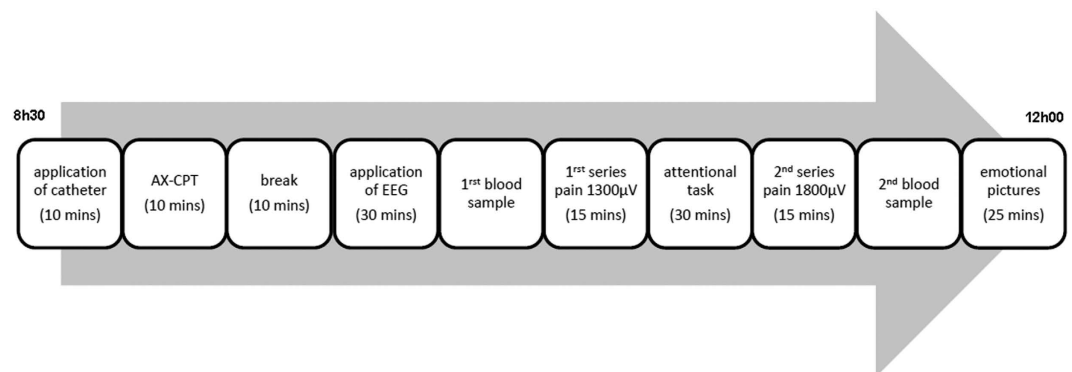 8h30
12h00
application
of catheter
(10 mins)
AX-CPT
(10 mins)
break
(10 mins)
application
of EEG
(30 mins)
1rst blood
sample
1rst series
pain 1300µV
(15 mins)
attentional
task
(30 mins)
2nd series
pain 1800µV
(15 mins)
2nd blood
sample
emotional
pictures
(25 mins)